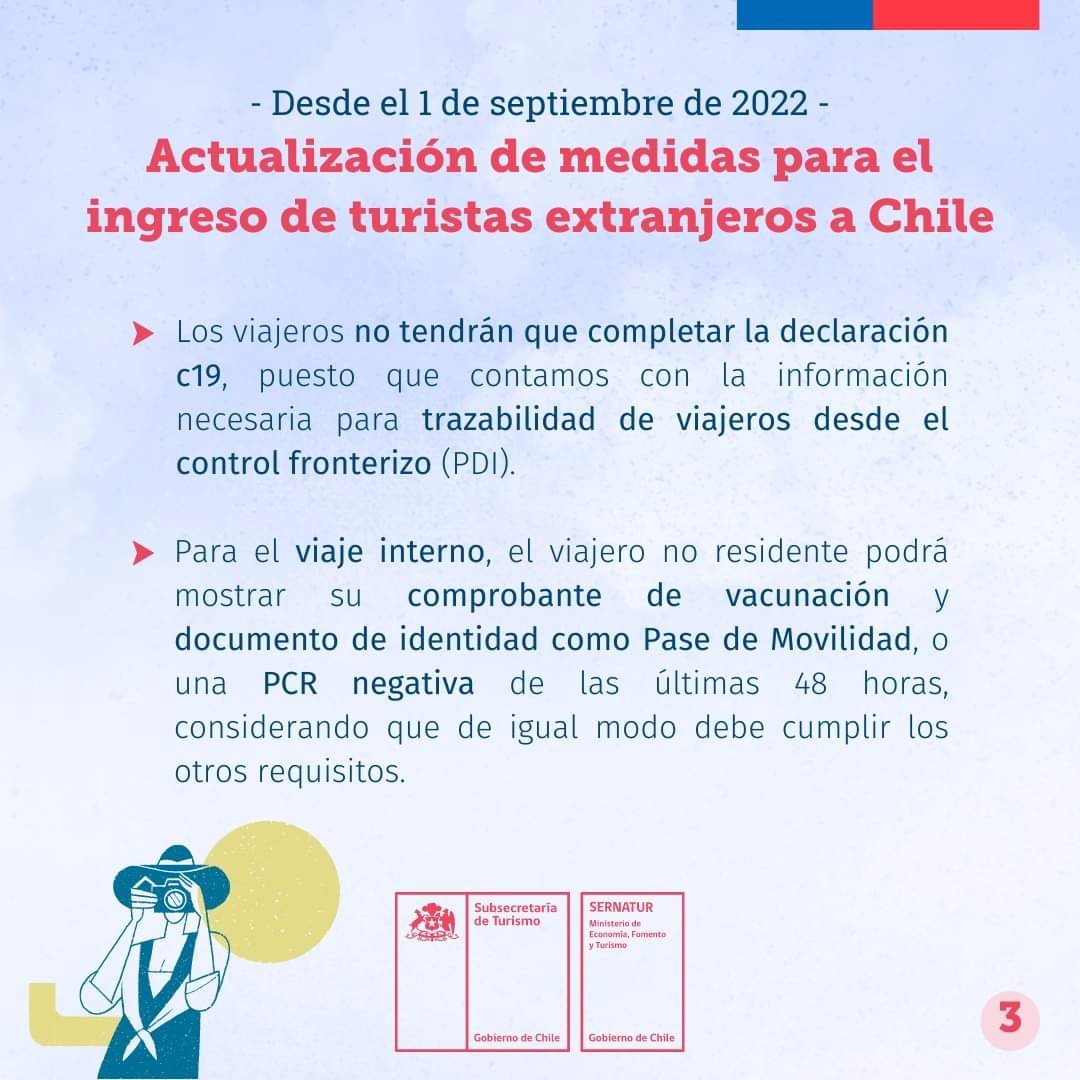 - Desde el 1 de septiembre de 2022 -
Actualización de medidas para el
ingreso de turistas extranjeros a Chile
Los viajeros no tendrán que completar la declaración
c19, puesto que contamos con la información
necesaria para trazabilidad de viajeros desde el
control fronterizo (PDI).
Para el viaje interno, el viajero no residente podrá
mostrar su comprobante de vacunación y
documento de identidad como Pase de Movilidad, o
una PCR negativa de las últimas 48 horas,
considerando que de igual modo debe cumplir los
otros requisitos.
Subsecretaría
de Turismo
Gobierno de Chile
SERNATUR
Ministerio de
Economía, Fomento
y Turismo
Gobierno de Chile
3